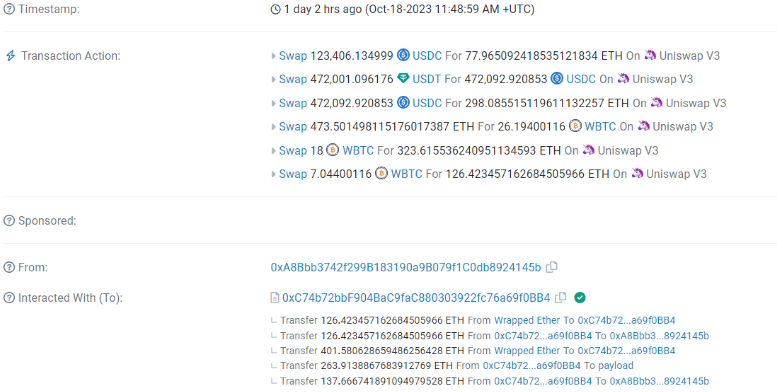 Timestamp: 1 day 2 hrs ago (Oct-18-2023 11:48:59 AM +UTC)
Transaction Action: Swap 123,406.134999 USDC For 77.965092418535121834 ETH On Uniswap V3
Swap 472,001.096176 USDT For 472,092.920853 USDC On Uniswap V3
Swap 472,092.920853 USDC For 298.085515119611132257 ETH On Uniswap V3
Swap 473.501498115176017387 ETH For 26.19400116 WBTC On Uniswap V3
Swap 18 WBTC For 323.615536240951134593 ETH On Uniswap V3
Swap 7.04400116 WBTC For 126.423457162684505966 ETH On Uniswap V3
Sponsored:
From: 0xA8Bbb3742f299B183190a9B079f1C0db8924145b
Interacted With (To): 0xC74b72bbF904BaC9faC880303922fc76a69f0BB4
Transfer 126.423457162684505966 ETH From Wrapped Ether To 0xC74b72...a69f0BB4
Transfer 126.423457162684505966 ETH From 0xC74b72...a69f0BB4 To 0xA8Bbb3...8924145b
Transfer 401.580628659486256428 ETH From Wrapped Ether To 0xC74b72...a69f0BB4
Transfer 263.9138867683912769 ETH From 0xC74b72...a69f0BB4 To payload
Transfer 137.666741891094979528 ETH From 0xC74b72...a69f0BB4 To 0xA8Bbb3...8924145b